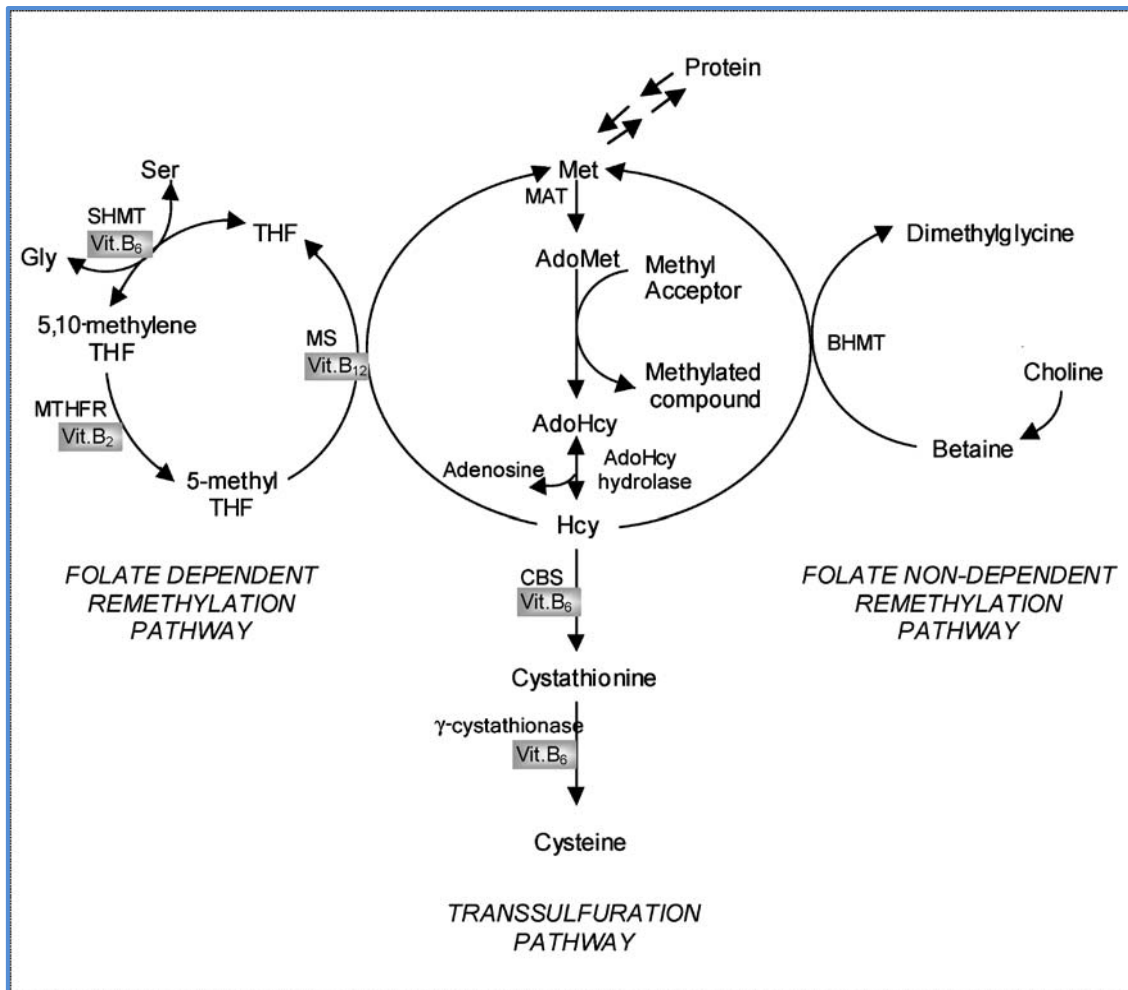 Protein
Met
MAT
AdoMet
Methyl
Acceptor
Methylated
compound
AdoHcy
Adenosine
AdoHcy
hydrolase
Hcy
Ser
SHMT
Vit.B₆
Gly
THF
5,10-methylene
THF
MTHFR
Vit.B₂
5-methyl
THF
MS
Vit.B₁₂
FOLATE DEPENDENT
REMETHYLATION
PATHWAY
Dimethylglycine
BHMT
Choline
Betaine
FOLATE NON-DEPENDENT
REMETHYLATION
PATHWAY
CBS
Vit.B₆
Cystathionine
γ-cystathionase
Vit.B₆
Cysteine
TRANSSULFURATION
PATHWAY